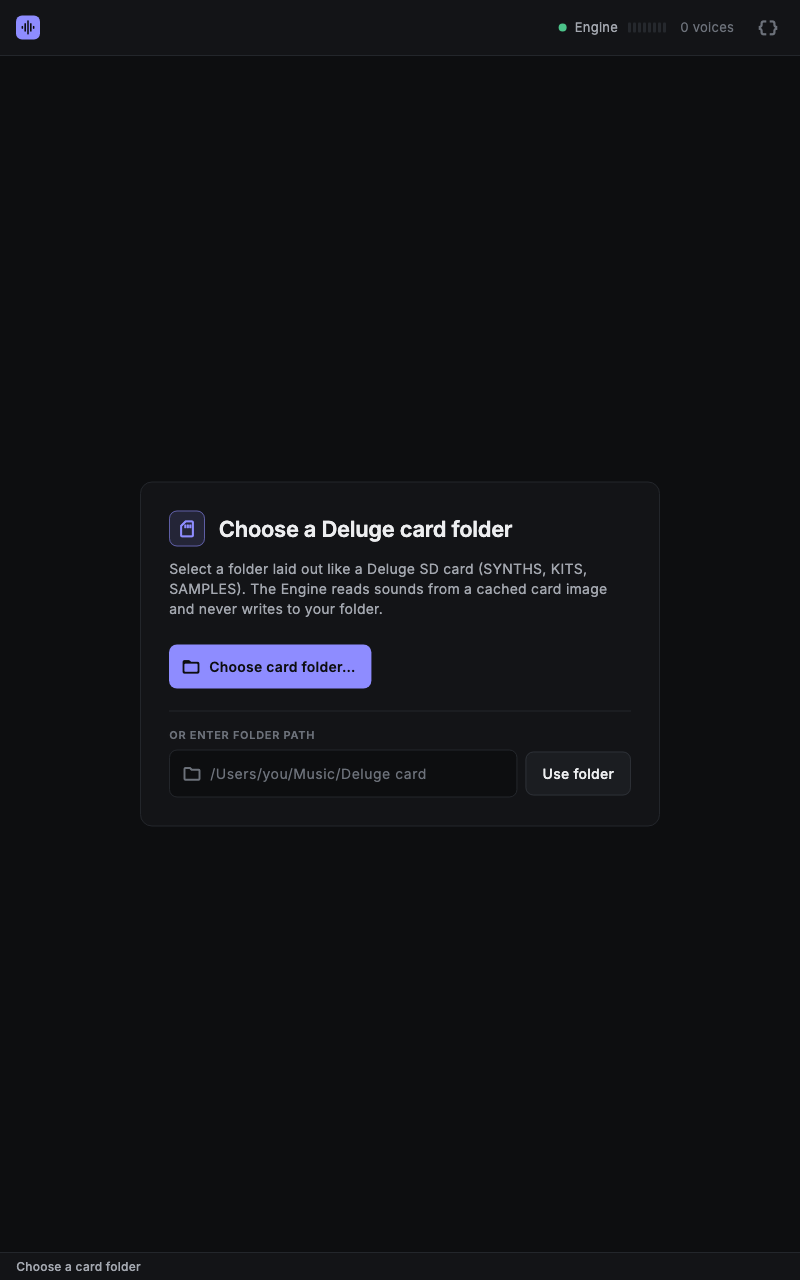 Engine
0 voices
Choose a Deluge card folder
Select a folder laid out like a Deluge SD card (SYNTHS, KITS,
SAMPLES). The Engine reads sounds from a cached card image
and never writes to your folder.
Choose card folder...
OR ENTER FOLDER PATH
/Users/you/Music/Deluge card
Use folder
Choose a card folder